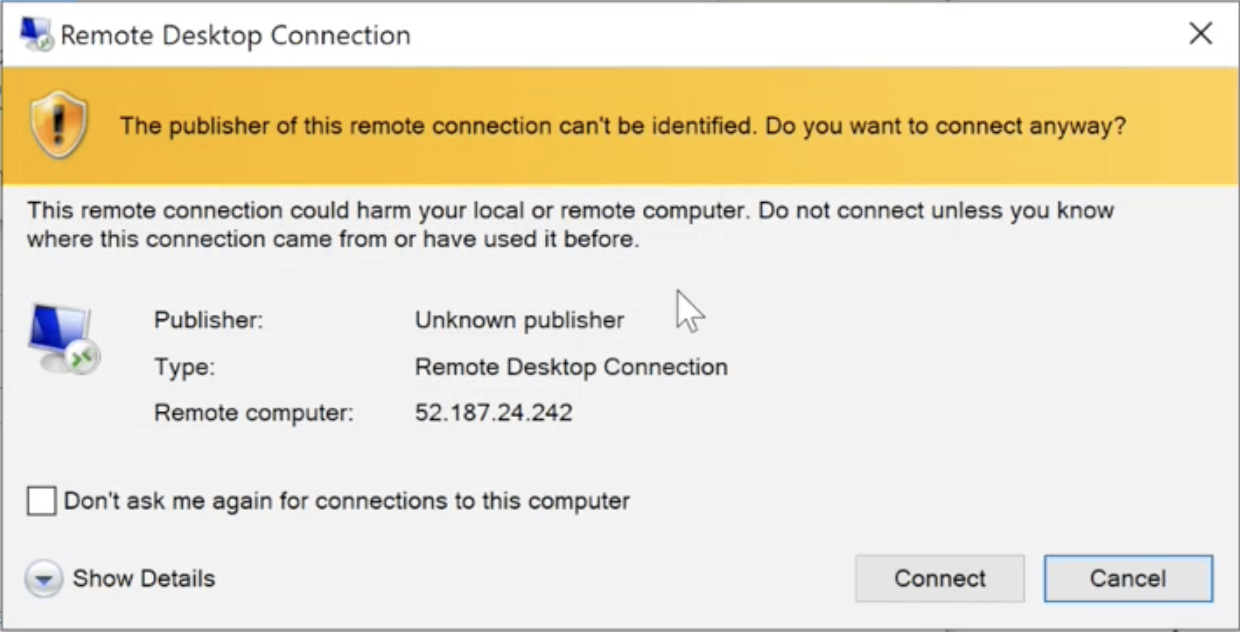 Remote Desktop Connection
The publisher of this remote connection can't be identified. Do you want to connect anyway?
This remote connection could harm your local or remote computer. Do not connect unless you know
where this connection came from or have used it before.
Publisher: Unknown publisher
Type: Remote Desktop Connection
Remote computer: 52.187.24.242
Don't ask me again for connections to this computer
Show Details Connect Cancel